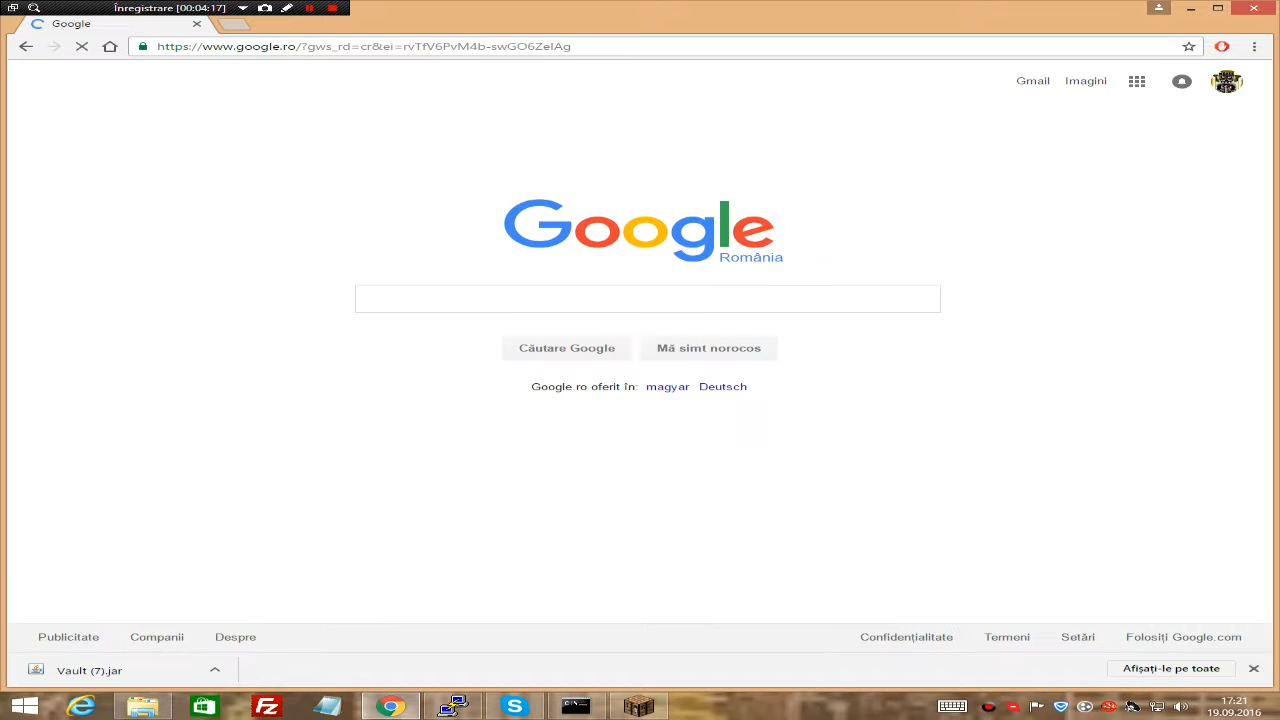 Înregistrare [00:04:17]
Google
https://www.google.ro/?gws_rd=cr&ei=rvTfV6PvM4b-swGO6ZeIAg
Gmail Imagini
Google
România
Căutare Google Mă simt norocos
Google.ro oferit în: magyar Deutsch
Publicitate Companii Despre Confidențialitate Termeni Setări Folosiți Google.com
Vault (7).jar Afișați-le pe toate
17:21
19.09.2016